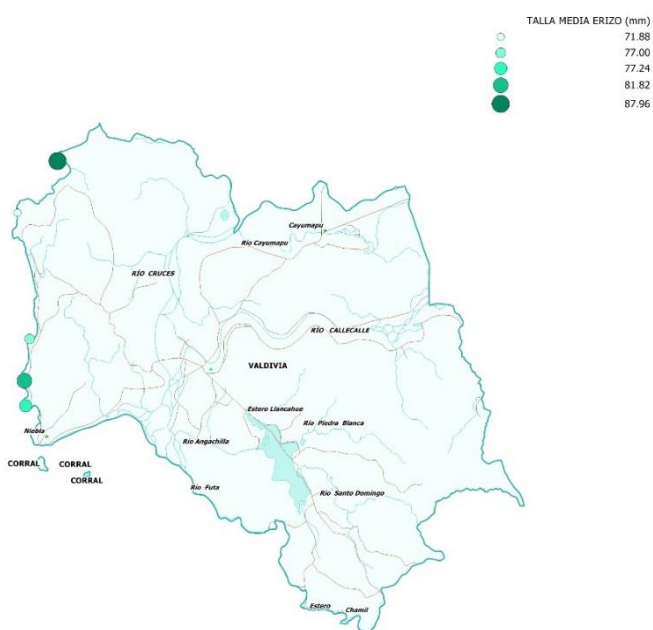 TALLA MEDIA ERIZO (mm)
71.88
77.00
77.24
81.82
87.96
Cayumapu
Río Cayumapu
RÍO CRUCES
RÍO CALLECALLE
VALDIVIA
Estero Llancahue
Río Piedra Blanca
Niebla
Río Angachilla
CORRAL
CORRAL
CORRAL
Río Futa
Río Santo Domingo
Estero Chamil